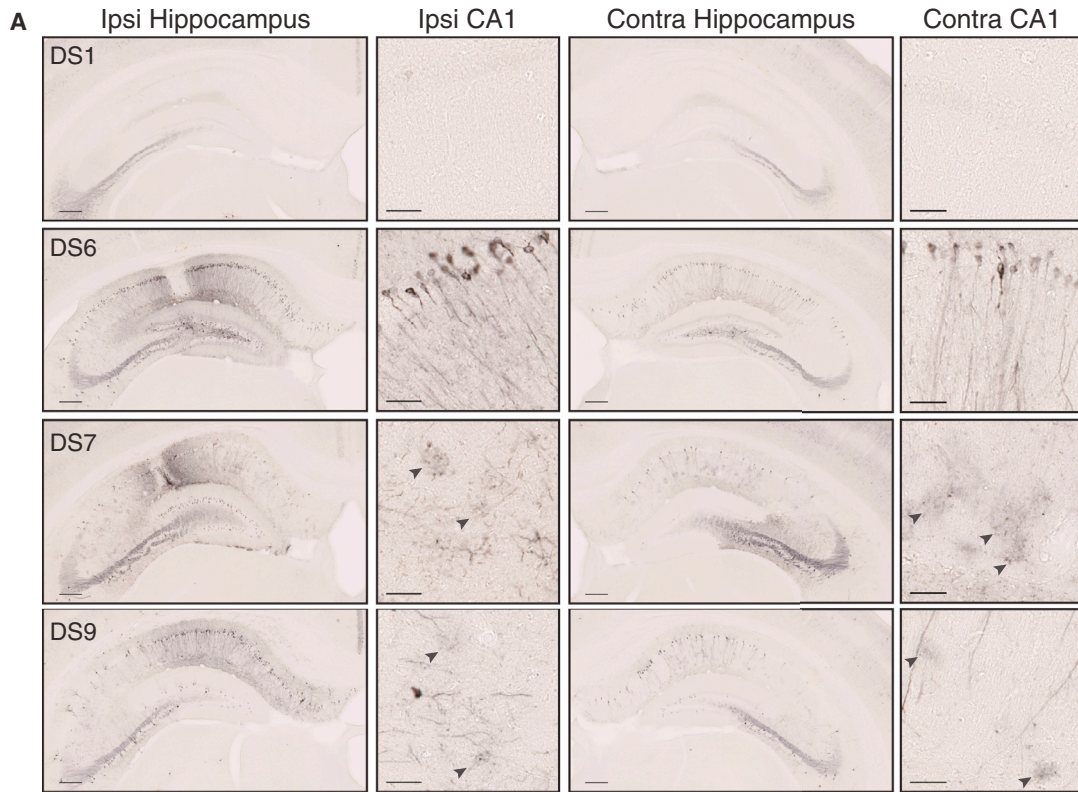 A
Ipsi Hippocampus Ipsi CA1 Contra Hippocampus Contra CA1
DS1
DS6
DS7
DS9